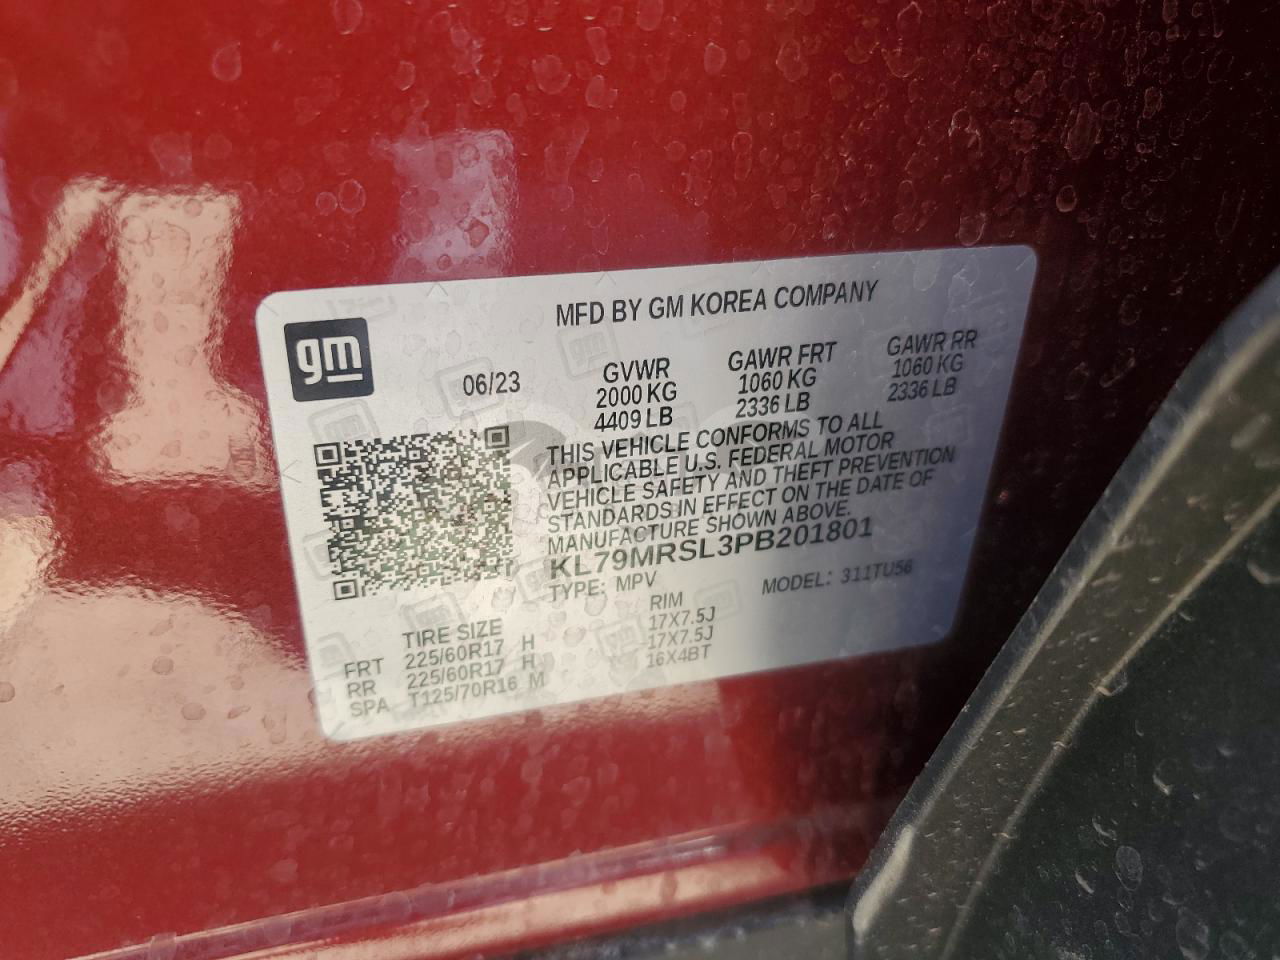 MFD BY GM KOREA COMPANY
gm
06/23
GVWR GAWR FRT GAWR RR
2000 KG 1060 KG 1060 KG
4409 LB 2336 LB 2336 LB
THIS VEHICLE CONFORMS TO ALL
APPLICABLE U.S. FEDERAL MOTOR
VEHICLE SAFETY AND THEFT PREVENTION
STANDARDS IN EFFECT ON THE DATE OF
MANUFACTURE SHOWN ABOVE.
KL79MRSL3PB201801
TYPE: MPV MODEL: 311TU56
TIRE SIZE RIM
FRT 225/60R17 H 17X7.5J
RR 225/60R17 H 17X7.5J
SPA T125/70R16 M 16X4BT